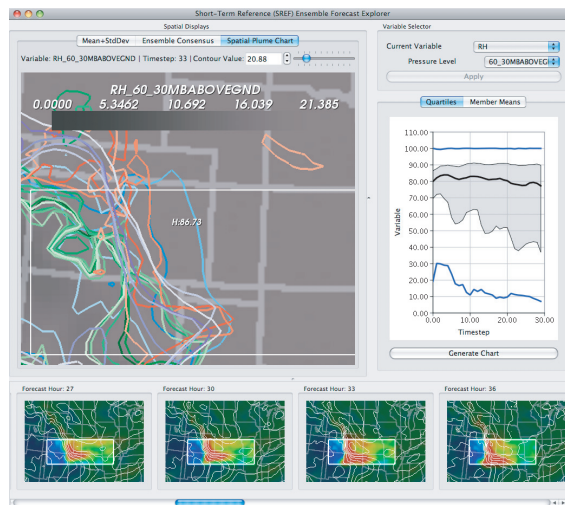 Short-Term Reference (SREF) Ensemble Forecast Explorer
Spatial Displays
Mean+StdDev Ensemble Consensus Spatial Plume Chart
Variable: RH_60_30MBABOVEGND | Timestep: 33 | Contour Value: 20.88
RH_60_30MBABOVEGND
0.0000 5.3462 10.692 16.039 21.385
H:86.73
Variable Selector
Current Variable RH
Pressure Level 60_30MBABOVEGI
Apply
Quartiles Member Means
110.00
100.00
90.00
80.00
70.00
60.00
50.00
40.00
30.00
20.00
10.00
0.00
Variable
0.00 10.00 20.00 30.00
Timestep
Generate Chart
Forecast Hour: 27 Forecast Hour: 30 Forecast Hour: 33 Forecast Hour: 36